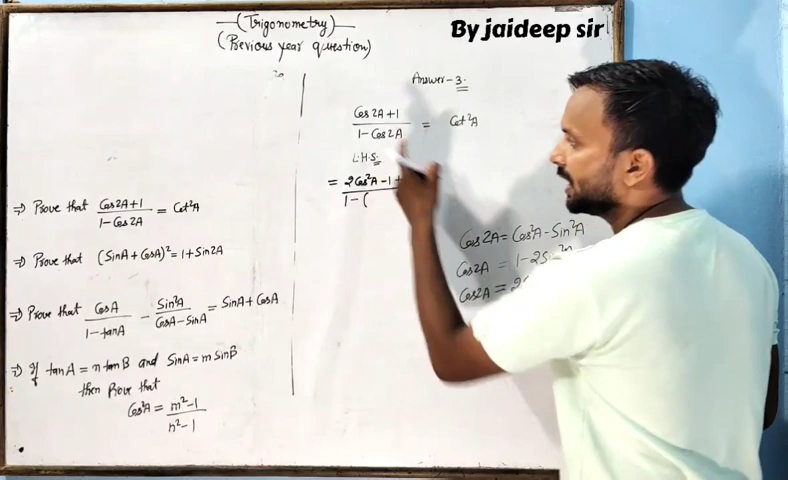 (Trigonometry)
(Previous year question)
By jaideep sir
⇒ Prove that (Cos2A+1)/(1-Cos2A) = Cot²A
⇒ Prove that (SinA+CosA)² = 1+Sin2A
⇒ Prove that CosA/(1-tanA) - Sin²A/(CosA-SinA) = SinA+CosA
⇒ If tanA = n tanB and SinA = m SinB
then Prove that
Cos²A = (m²-1)/(n²-1)
Answer-3.
(Cos2A+1)/(1-Cos2A) = Cot²A
L.H.S
= 2Cos²A-1+
1-(
Cos2A = Cos²A-Sin²A
Cos2A = 1-2Sin²A
Cos2A = 2